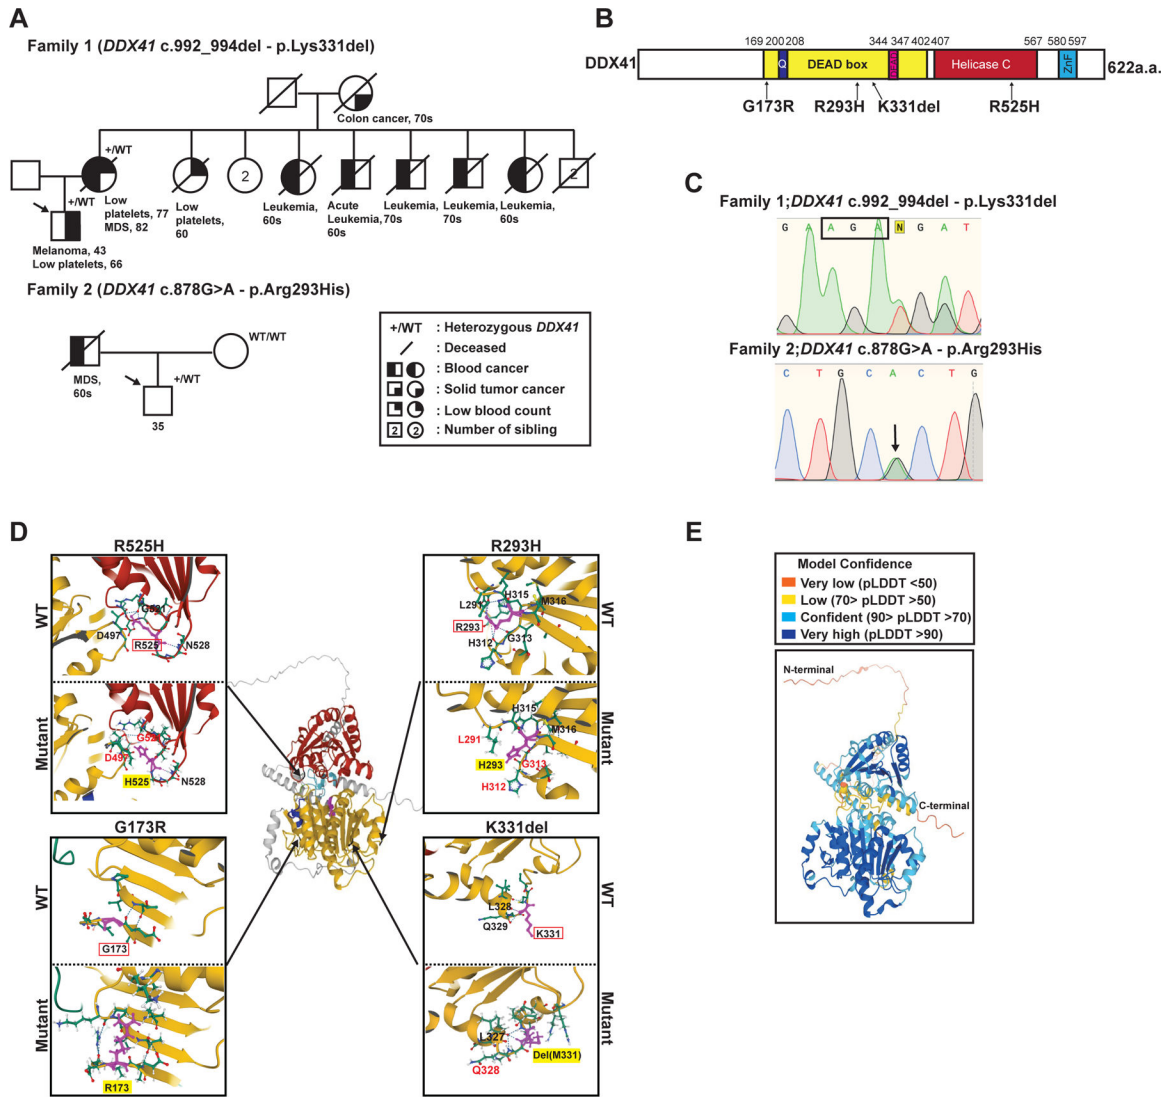 A
Family 1 (DDX41 c.992_994del - p.Lys331del)
Colon cancer, 70s
+/WT
2
2
+/WT
Low
platelets, 77
MDS, 82
Low
platelets,
60
Leukemia,
60s
Acute
Leukemia,
60s
Leukemia,
70s
Leukemia,
70s
Leukemia,
60s
Melanoma, 43
Low platelets, 66
Family 2 (DDX41 c.878G>A - p.Arg293His)
WT/WT
MDS,
60s
+/WT
35
+/WT : Heterozygous DDX41
: Deceased
: Blood cancer
: Solid tumor cancer
: Low blood count
2 2 : Number of sibling
B
169 200 208 344 347 402 407 567 580 597
DDX41 Q DEAD box DEAD Helicase C ZnF 622a.a.
G173R R293H K331del R525H
C
Family 1;DDX41 c.992_994del - p.Lys331del
G A A G A N G A T
Family 2;DDX41 c.878G>A - p.Arg293His
C T G C A C T G
D
R525H
WT
G521
D497
R525
N528
Mutant
G521
D497
H525
N528
R293H
WT
L291
H315
M316
R293
H312
G313
Mutant
H315
M316
L291
H293
G313
H312
G173R
WT
G173
Mutant
R173
K331del
WT
L328
Q329
K331
Mutant
L327
Del(M331)
Q328
E
Model Confidence
Very low (pLDDT <50)
Low (70> pLDDT >50)
Confident (90> pLDDT >70)
Very high (pLDDT >90)
N-terminal
C-terminal